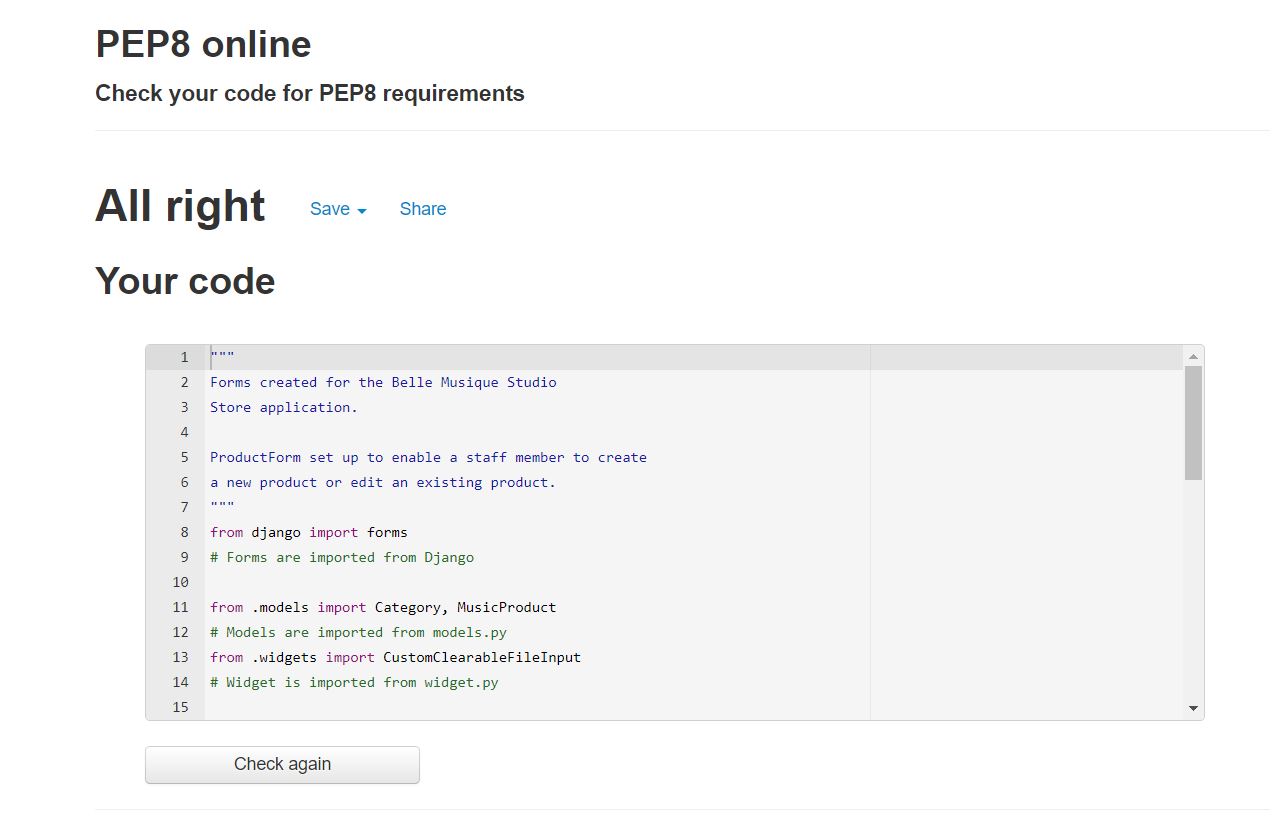 PEP8 online
Check your code for PEP8 requirements
All right Save Share
Your code
1 """
2 Forms created for the Belle Musique Studio
3 Store application.
4
5 ProductForm set up to enable a staff member to create
6 a new product or edit an existing product.
7 """
8 from django import forms
9 # Forms are imported from Django
10
11 from .models import Category, MusicProduct
12 # Models are imported from models.py
13 from .widgets import CustomClearableFileInput
14 # Widget is imported from widget.py
15
Check again